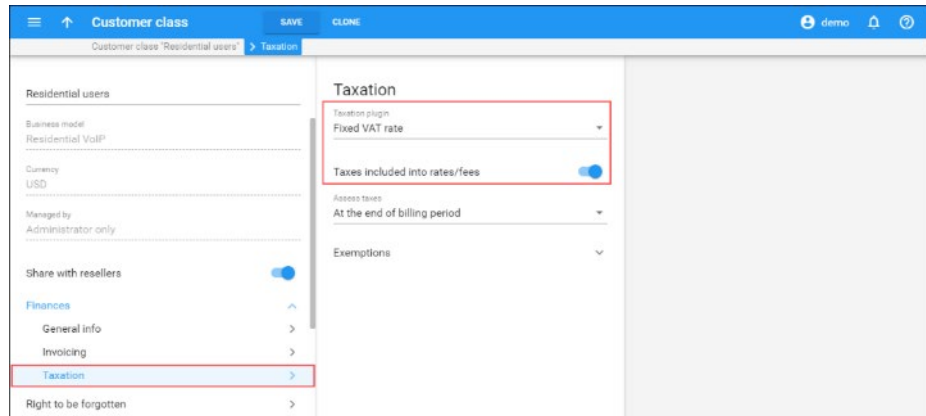 Customer class SAVE CLONE demo
Customer class "Residential users" > Taxation
Residential users
Business model
Residential VoIP
Currency
USD
Managed by
Administrator only
Share with resellers
Finances
General info
Invoicing
Taxation
Right to be forgotten
Taxation
Taxation plugin
Fixed VAT rate
Taxes included into rates/fees
Assess taxes
At the end of billing period
Exemptions